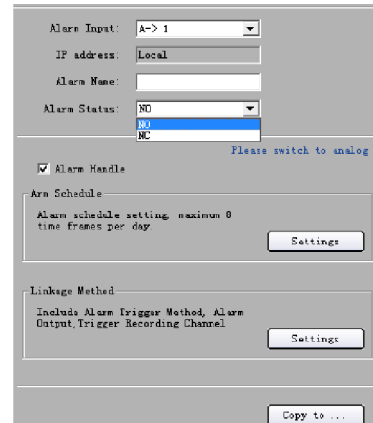 Alarm Input: A-> 1
IP address: Local
Alarm Name:
Alarm Status: NO
NO
NC
Please switch to analog
Alarm Handle
Arm Schedule
Alarm schedule setting, maximum 8
time frames per day.
Settings
Linkage Method
Include Alarm Trigger Method, Alarm
Output,Trigger Recording Channel
Settings
Copy to ...